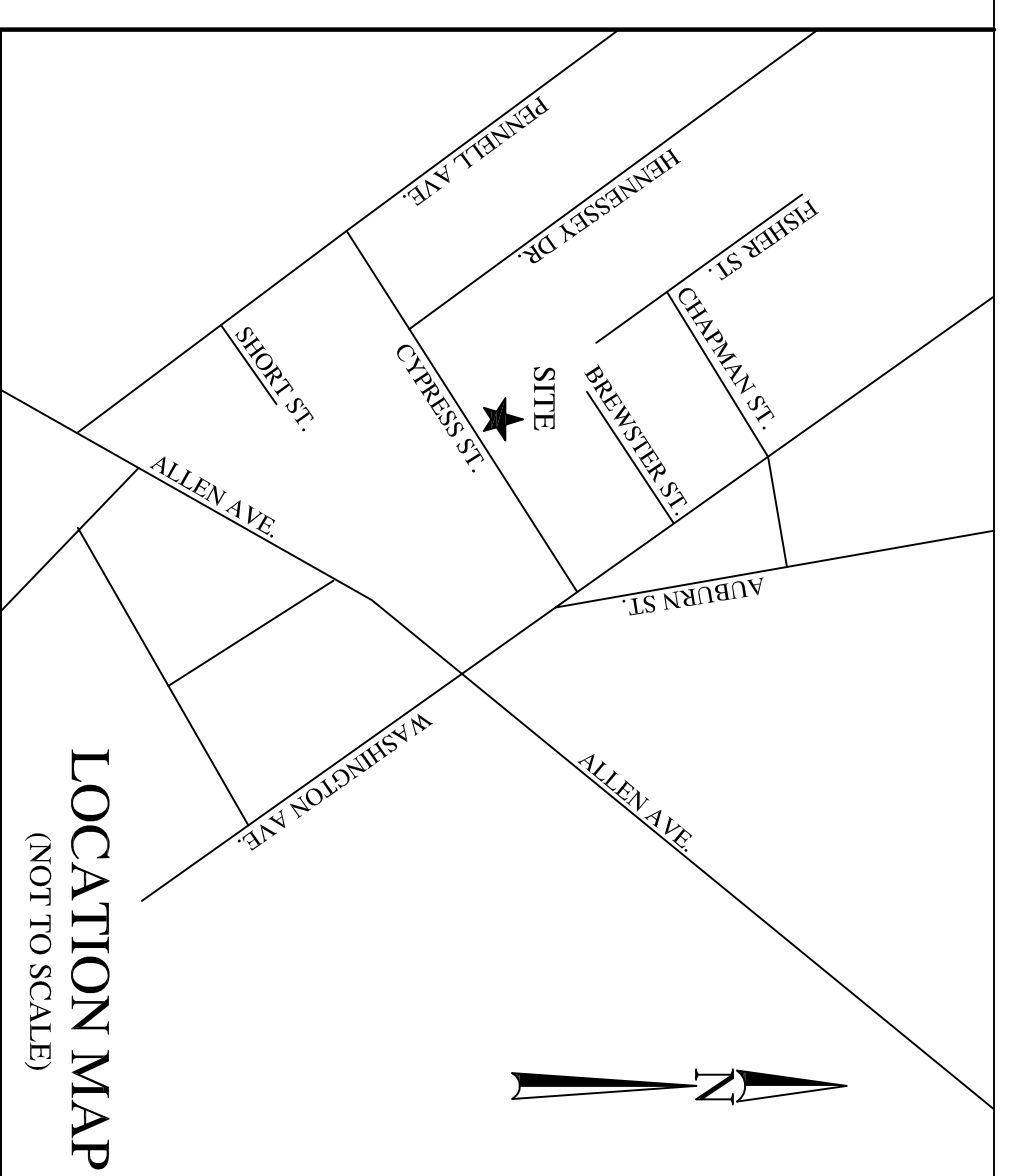 PENNELL AVE.
HENNESSEY DR.
FISHER ST.
CHAPMAN ST.
SHORT ST.
CYPRESS ST.
SITE
BREWSTER ST.
ALLEN AVE.
AUBURN ST.
WASHINGTON AVE.
ALLEN AVE.
N
LOCATION MAP
(NOT TO SCALE)